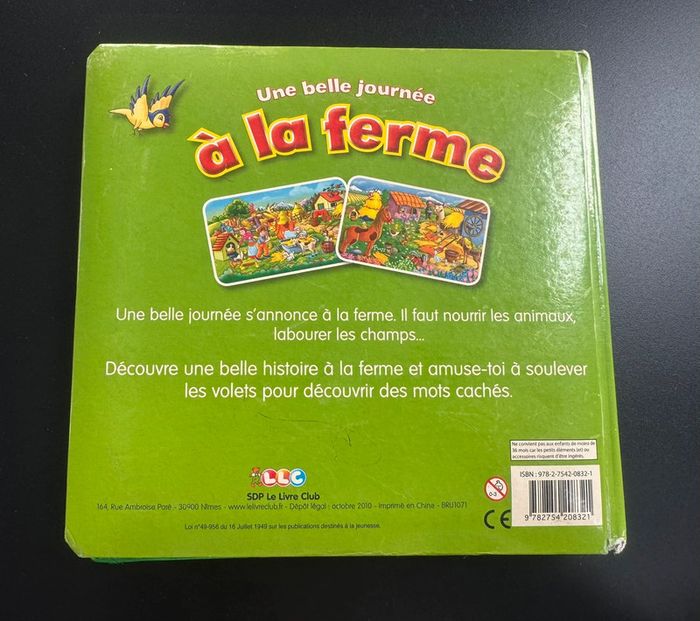 Une belle journée
à la ferme
Une belle journée s'annonce à la ferme. Il faut nourrir les animaux,
labourer les champs...
Découvre une belle histoire à la ferme et amuse-toi à soulever
les volets pour découvrir des mots cachés.
LLC
SDP Le Livre Club
164, Rue Ambroise Paré - 30900 Nîmes - www.lelivreclub.fr - Dépôt légal : octobre 2010 - Imprimé en Chine - BRU1071
Loi n°49-956 du 16 Juillet 1949 sur les publications destinés à la jeunesse.
Ne convient pas aux enfants de moins de
36 mois car les petits éléments (et) ou
accessoires risquent d'être ingérés.
ISBN : 978-2-7542-0832-1
0-3
CE
9 782754 208321